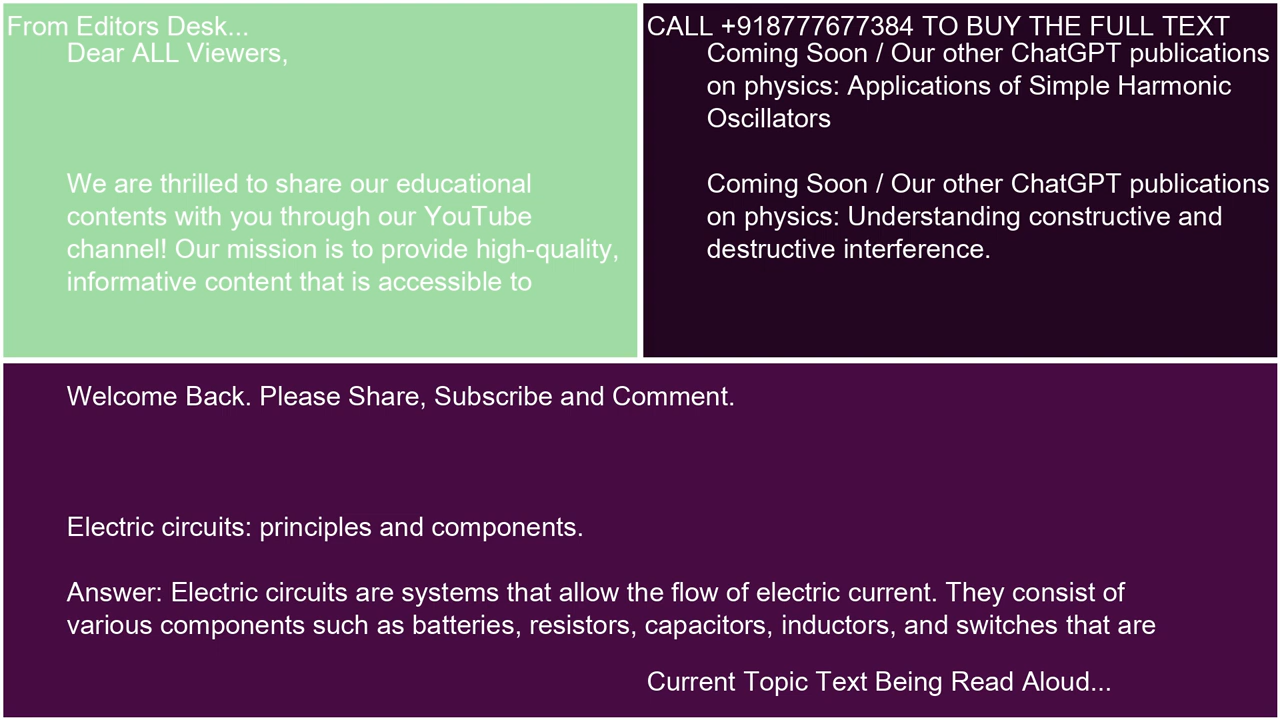 From Editors Desk...
Dear ALL Viewers,
We are thrilled to share our educational
contents with you through our YouTube
channel! Our mission is to provide high-quality,
informative content that is accessible to
CALL +918777677384 TO BUY THE FULL TEXT
Coming Soon / Our other ChatGPT publications
on physics: Applications of Simple Harmonic
Oscillators
Coming Soon / Our other ChatGPT publications
on physics: Understanding constructive and
destructive interference.
Welcome Back. Please Share, Subscribe and Comment.
Electric circuits: principles and components.
Answer: Electric circuits are systems that allow the flow of electric current. They consist of
various components such as batteries, resistors, capacitors, inductors, and switches that are
Current Topic Text Being Read Aloud...